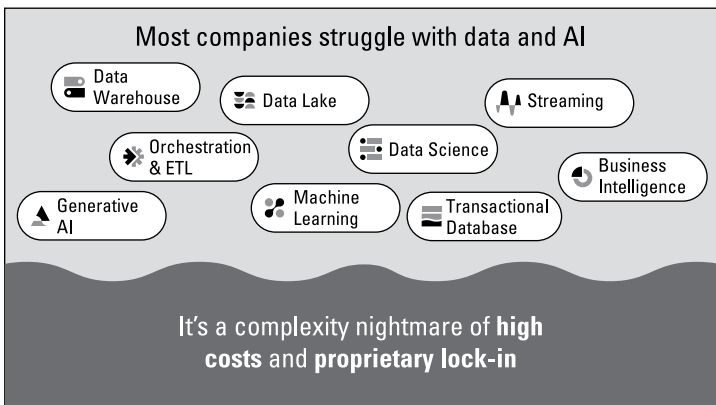 Most companies struggle with data and AI
Data
Warehouse
Data Lake
Streaming
Orchestration
& ETL
Data Science
Business
Intelligence
Generative
AI
Machine
Learning
Transactional
Database
It's a complexity nightmare of high
costs and proprietary lock-in